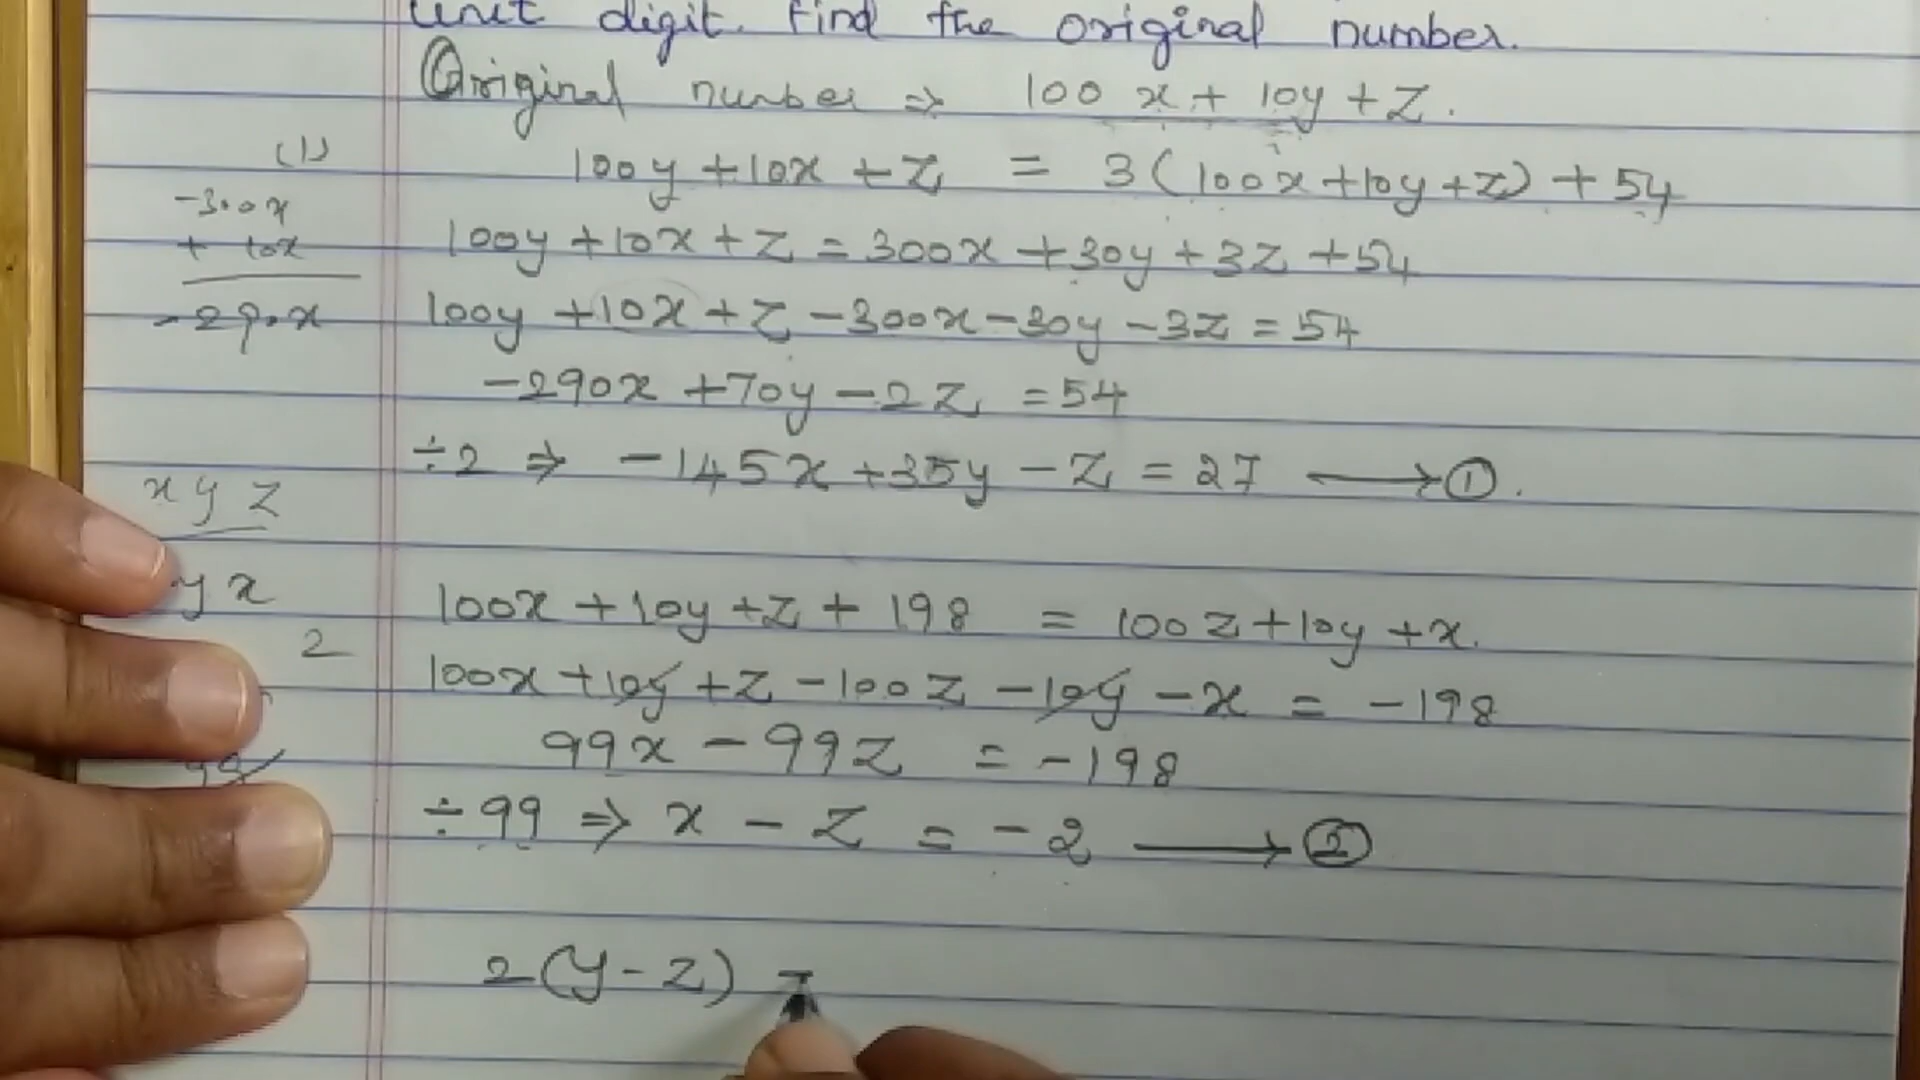 unit digit. Find the original number.
Original number ⇒ 100x + 10y + z.
(1)
100y + 10x + z = 3(100x + 10y + z) + 54
-300x
+ 10x
-290x
100y + 10x + z = 300x + 30y + 3z + 54
100y + 10x + z - 300x - 30y - 3z = 54
-290x + 70y - 2z = 54
÷2 ⇒ -145x + 35y - z = 27 ⟶ ①.
x y z
y x
100x + 10y + z + 198 = 100z + 10y + x.
2
100x + 10y + z - 100z - 10y - x = -198
99x - 99z = -198
÷99 ⇒ x - z = -2 ⟶ ②
2(y - z) =